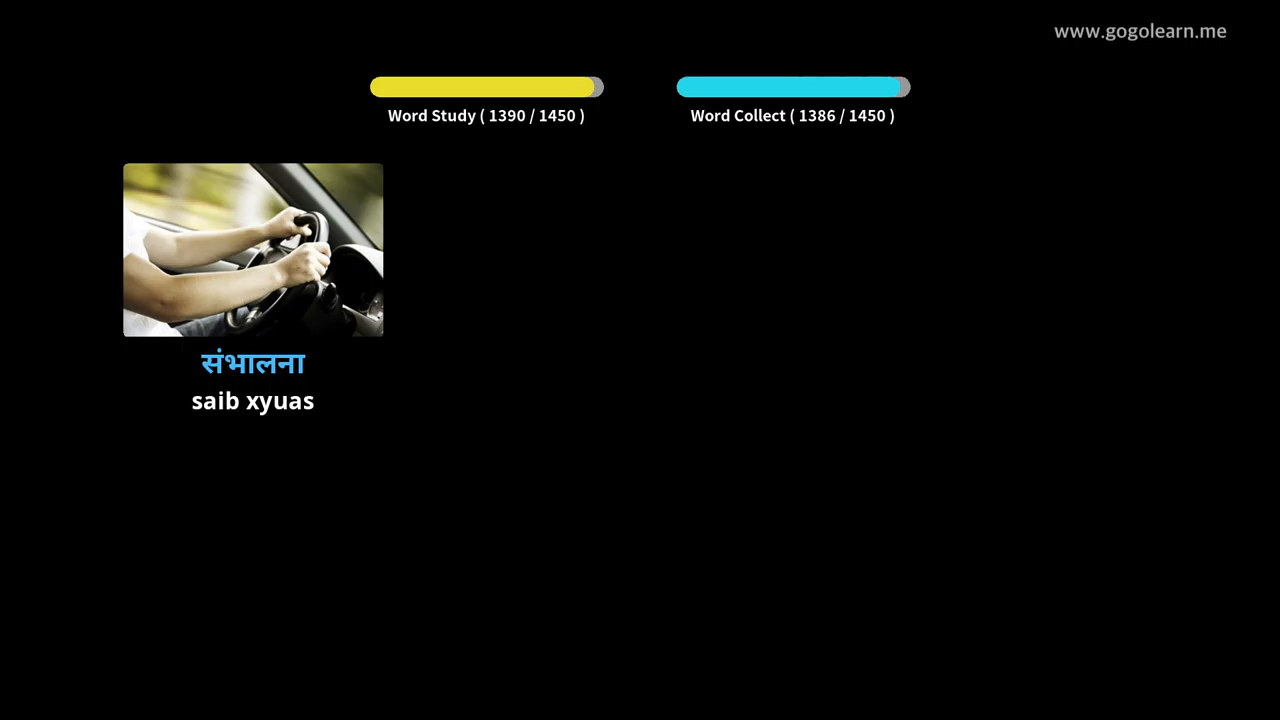 www.gogolearn.me
Word Study ( 1390 / 1450 )
Word Collect ( 1386 / 1450 )
संभालना
saib xyuas